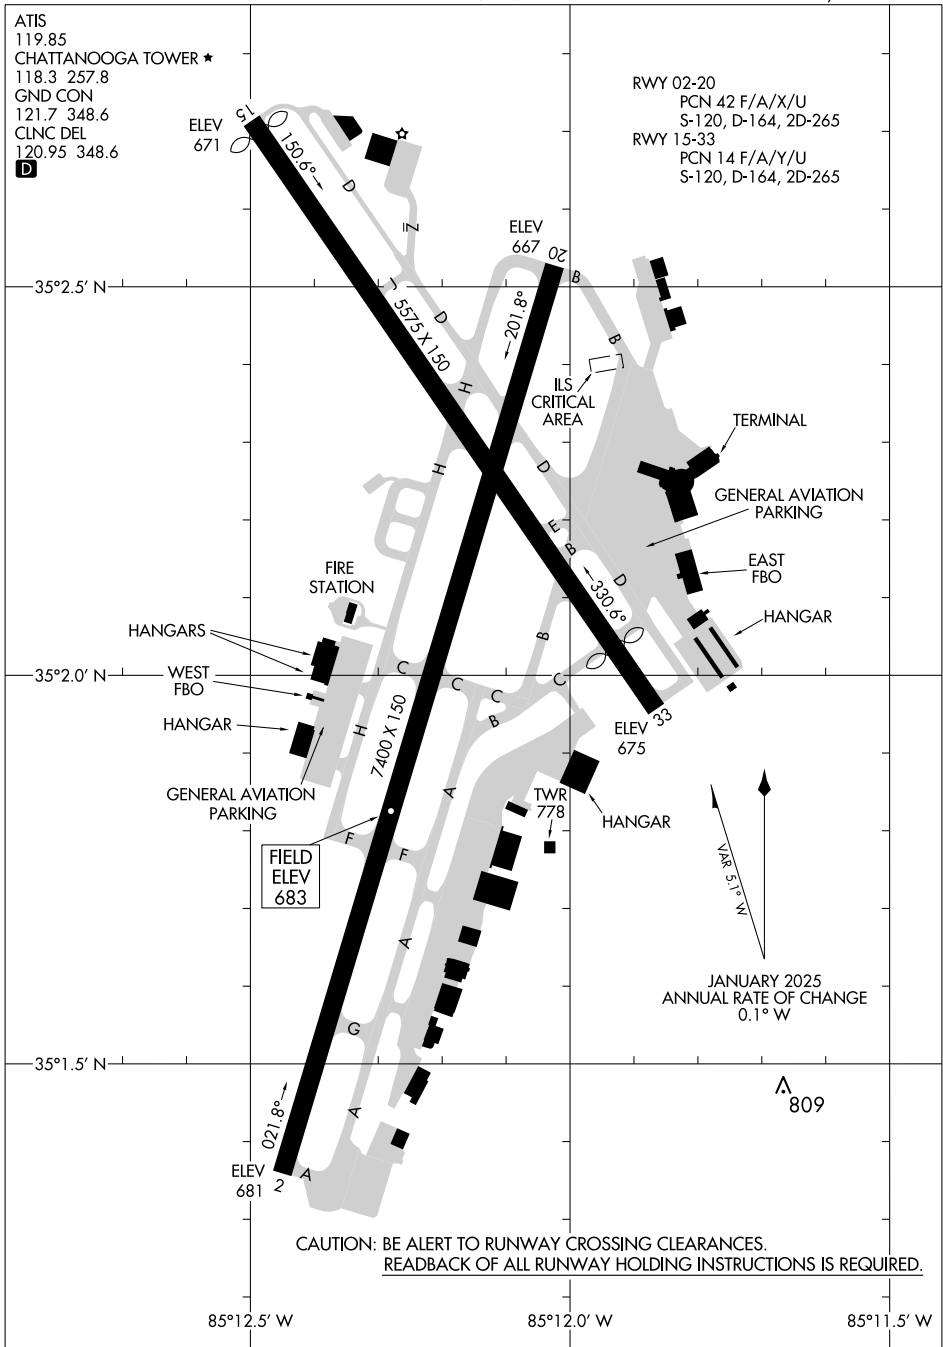 ATIS
119.85
CHATTANOOGA TOWER ★
118.3 257.8
GND CON
121.7 348.6
CLNC DEL
120.95 348.6
D
RWY 02-20
PCN 42 F/A/X/U
S-120, D-164, 2D-265
RWY 15-33
PCN 14 F/A/Y/U
S-120, D-164, 2D-265
15
ELEV
671
150.6°
D
Z
ELEV
667
20
B
35°2.5' N
J
5575 X 150
D
201.8°
B
ILS
CRITICAL
AREA
H
TERMINAL
H
D
GENERAL AVIATION
PARKING
E
B
EAST
FBO
D
FIRE
STATION
330.6°
HANGAR
HANGARS
B
35°2.0' N
WEST
FBO
C
C
C
C
HANGAR
H
7400 X 150
B
ELEV
675
33
GENERAL AVIATION
PARKING
A
TWR
778
HANGAR
F
F
FIELD
ELEV
683
VAR 5.1° W
A
JANUARY 2025
ANNUAL RATE OF CHANGE
0.1° W
G
35°1.5' N
809
A
021.8°
ELEV
681
2
A
CAUTION: BE ALERT TO RUNWAY CROSSING CLEARANCES.
READBACK OF ALL RUNWAY HOLDING INSTRUCTIONS IS REQUIRED.
85°12.5' W
85°12.0' W
85°11.5' W